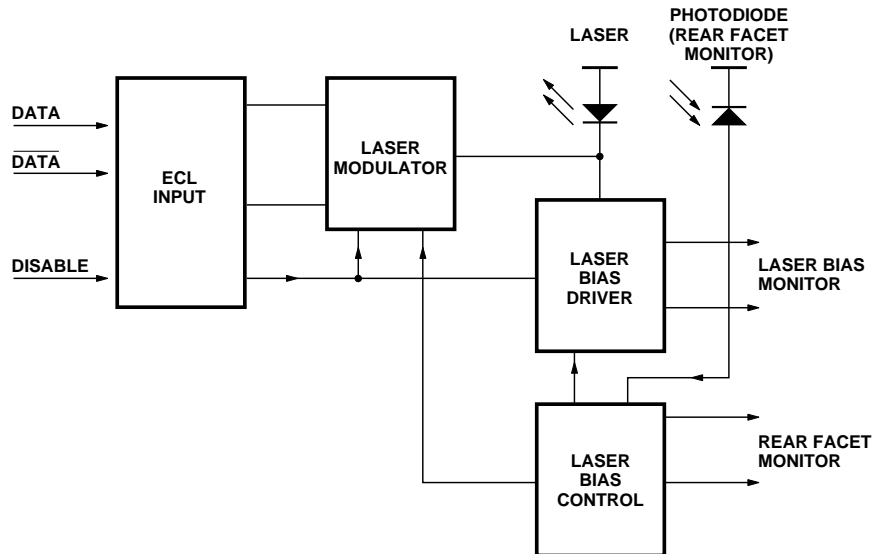 PHOTODIODE
(REAR FACET
MONITOR)
LASER
DATA
DATA
DISABLE
ECL
INPUT
LASER
MODULATOR
LASER
BIAS
DRIVER
LASER BIAS
MONITOR
LASER
BIAS
CONTROL
REAR FACET
MONITOR